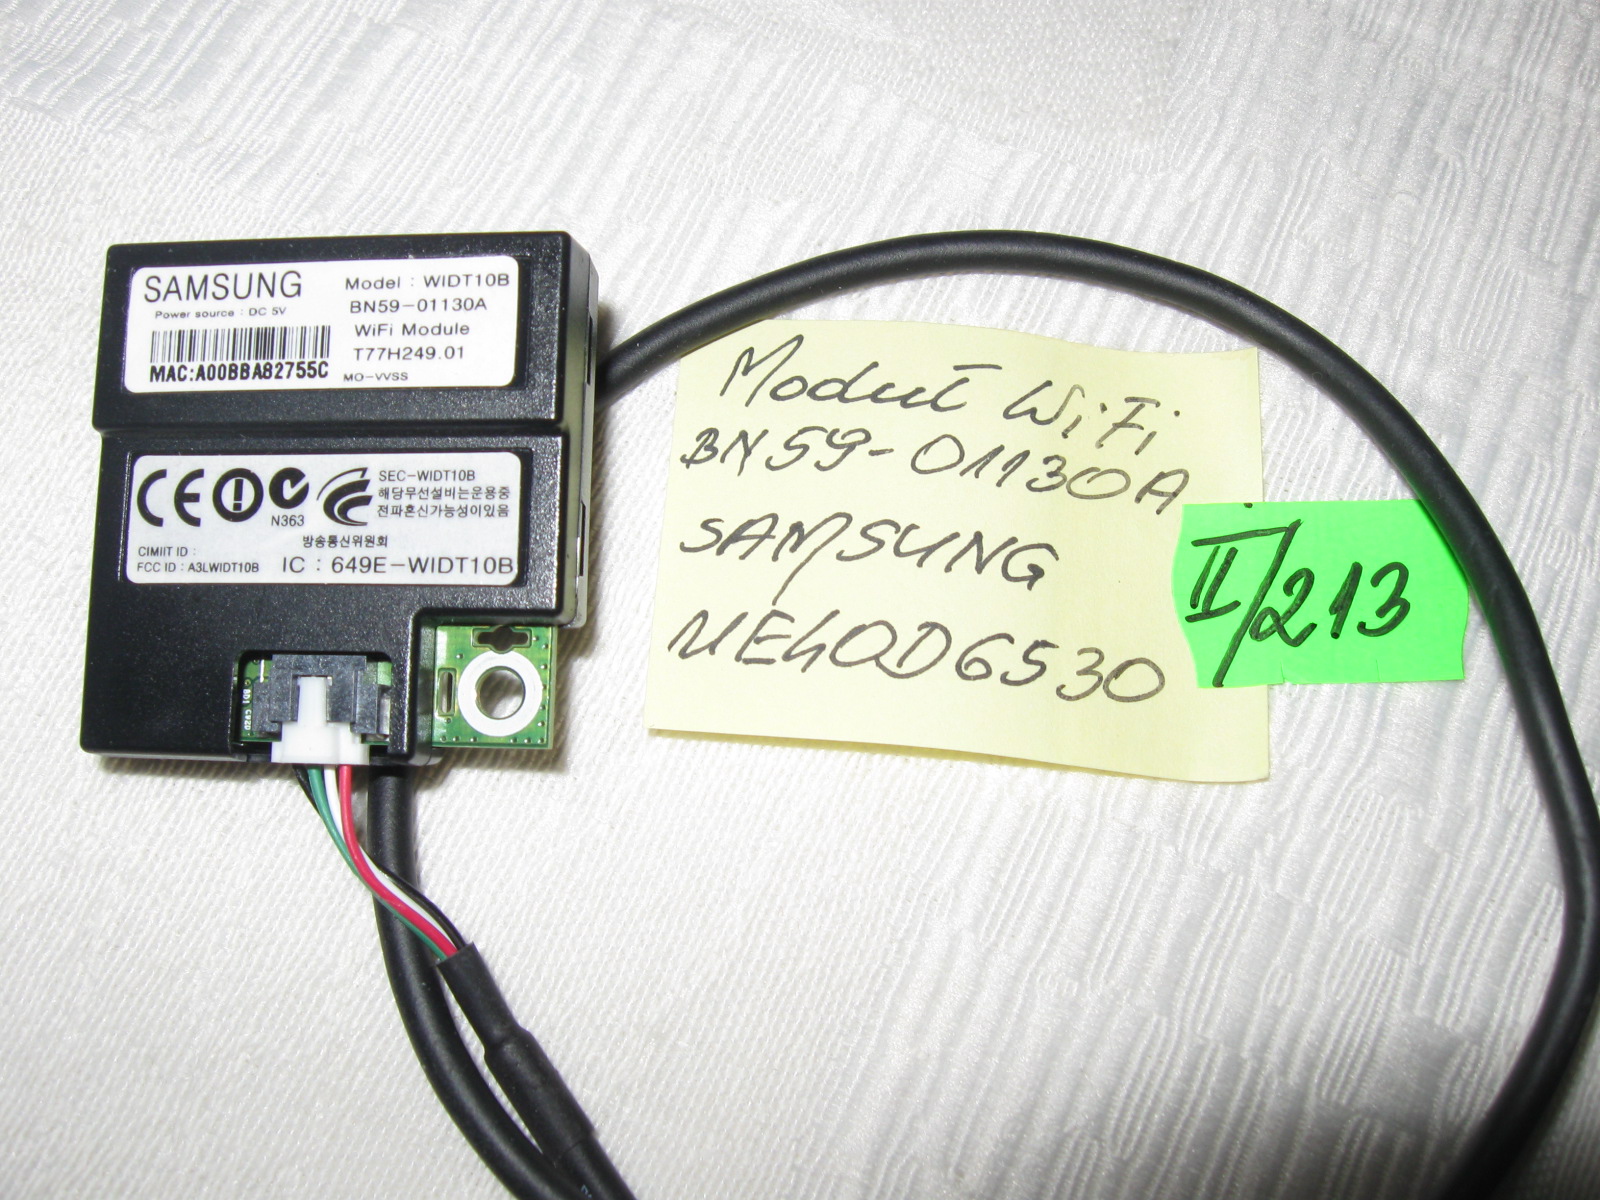 SAMSUNG
Power source : DC 5V
MAC:A00BBA82755C
Model : WIDT10B
BN59-01130A
WiFi Module
T77H249.01
MO-VVSS
CE
N363
SEC-WIDT10B
해당무선설비는운용중
전파혼신가능성이있음
방송통신위원회
CIMIIT ID :
FCC ID : A3LWIDT10B
IC : 649E-WIDT10B
Moduł WiFi
BN59-01130A
SAMSUNG
UE40D6530
II/213